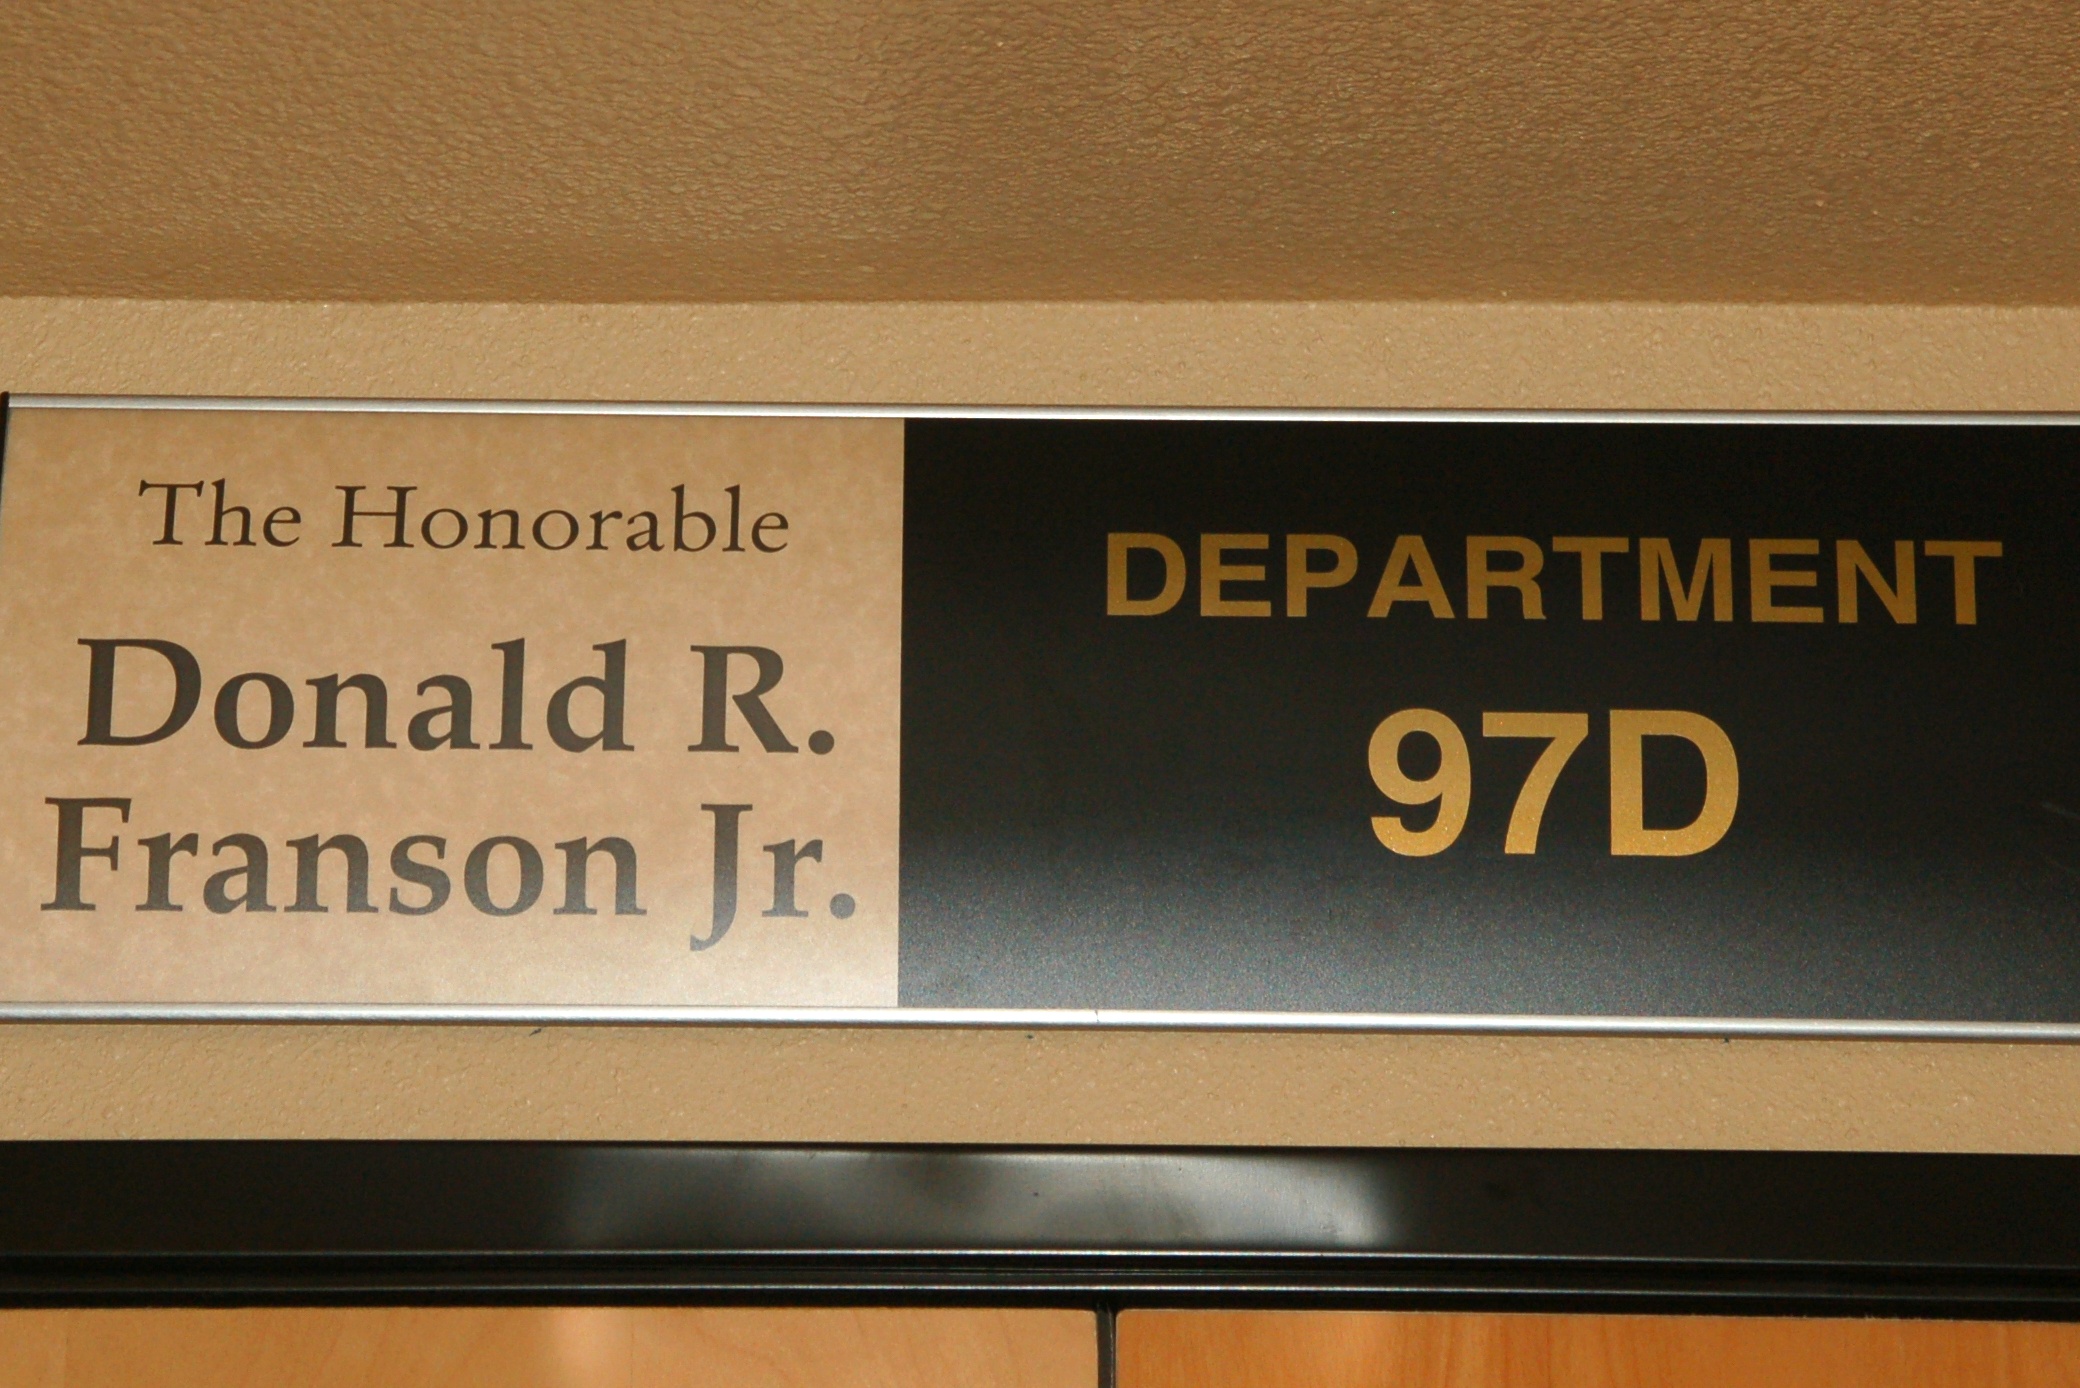 The Honorable
Donald R.
Franson Jr.
DEPARTMENT
97D